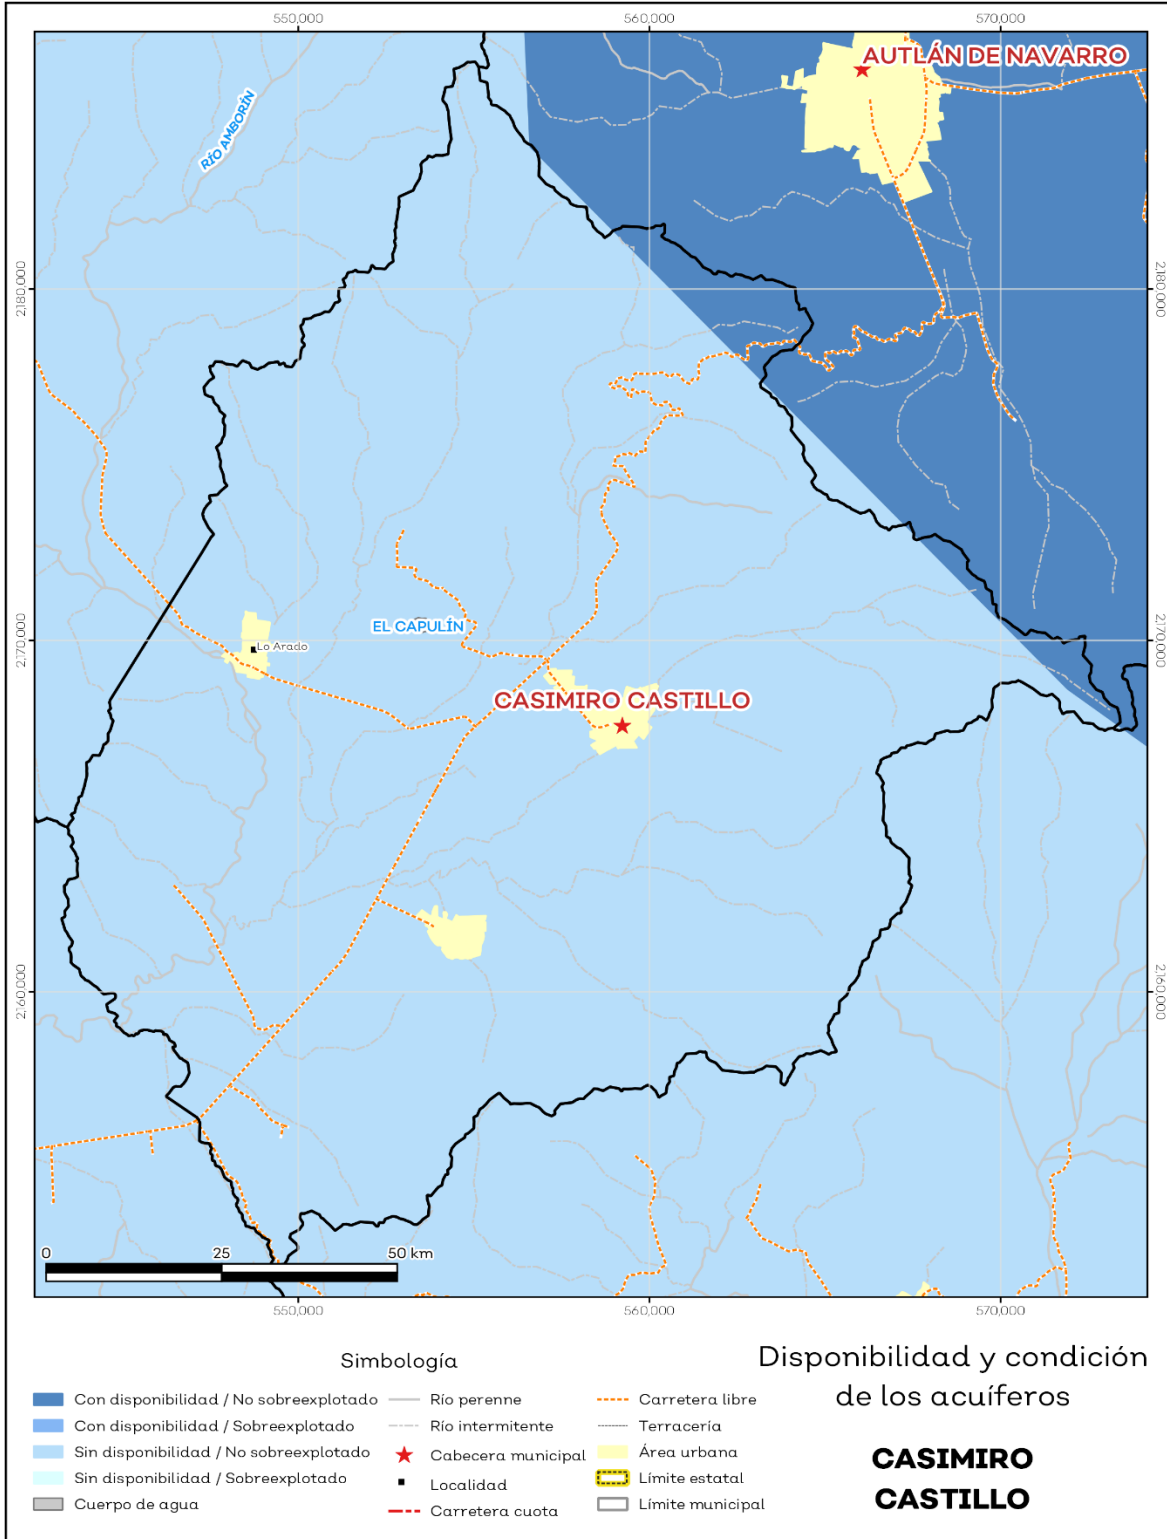 550,000
560,000
570,000
AUTLÁN DE NAVARRO
RÍO AMBORÍN
2,180,000
2,180,000
EL CAPULÍN
2,170,000
2,170,000
Lo Arado
CASIMIRO CASTILLO
2,160,000
2,160,000
0
25
50 km
550,000
560,000
570,000
Simbología
Con disponibilidad / No sobreexplotado
Con disponibilidad / Sobreexplotado
Sin disponibilidad / No sobreexplotado
Sin disponibilidad / Sobreexplotado
Cuerpo de agua
Río perenne
Río intermitente
Cabecera municipal
Localidad
Carretera cuota
Carretera libre
Terracería
Área urbana
Límite estatal
Límite municipal
Disponibilidad y condición
de los acuíferos
CASIMIRO
CASTILLO